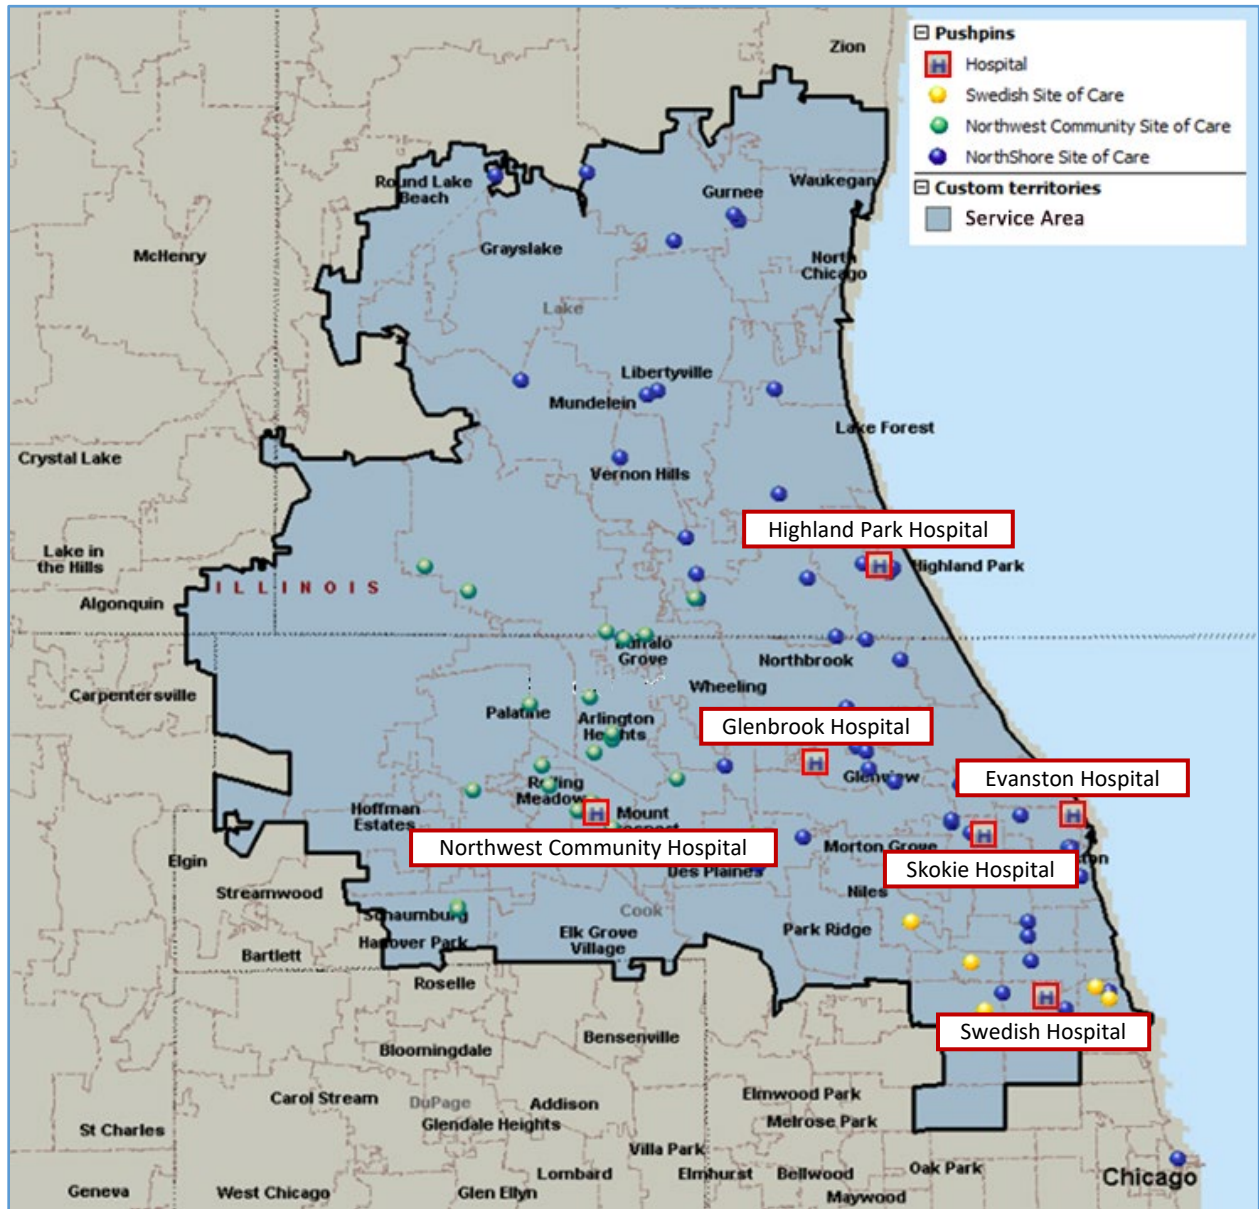 Zion
Pushpins
Hospital
Swedish Site of Care
Northwest Community Site of Care
NorthShore Site of Care
Custom territories
Service Area
Round Lake
Beach
Gurnee
Waukegan
McHenry
Grayslake
North
Chicago
Lake
Libertyville
Mundelein
Lake Forest
Crystal Lake
Vernon Hills
Highland Park Hospital
Lake in
the Hills
Highland Park
ILLINOIS
Algonquin
Buffalo
Grove
Northbrook
Wheeling
Carpentersville
Palatine
Arlington
Heights
Glenbrook Hospital
Glenview
Evanston Hospital
Rolling
Meadow
Hoffman
Estates
Mount
Northwest Community Hospital
Morton Grove
Skokie Hospital
Elgin
Des Plaines
Niles
Streamwood
Schaumburg
Cook
Hanover Park
Elk Grove
Village
Park Ridge
Bartlett
Roselle
Swedish Hospital
Bensenville
Bloomingdale
Carol Stream
DuPage
Addison
Elmwood Park
Glendale Heights
Melrose Park
St Charles
Villa Park
Lombard
Elmhurst
Bellwood
Oak Park
Chicago
Geneva
West Chicago
Glen Ellyn
Maywood